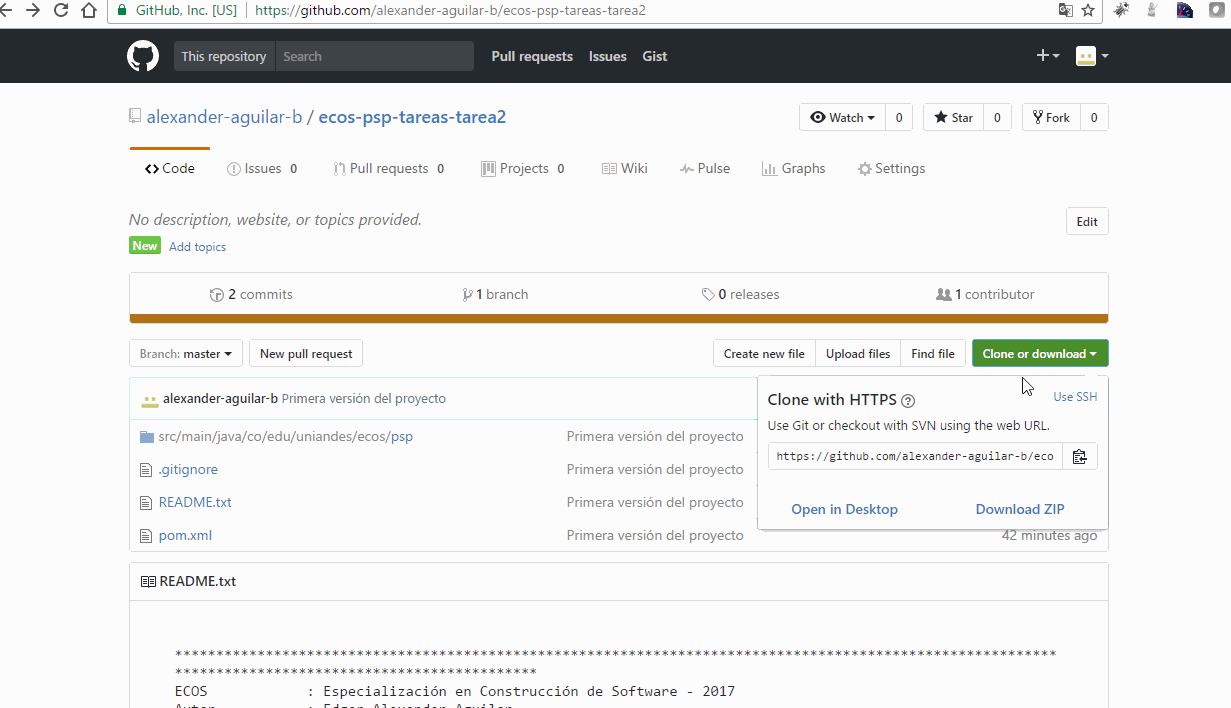 GitHub, Inc. [US] https://github.com/alexander-aguilar-b/ecos-psp-tareas-tarea2
This repository Search Pull requests Issues Gist
alexander-aguilar-b / ecos-psp-tareas-tarea2 Watch 0 Star 0 Fork 0
Code Issues 0 Pull requests 0 Projects 0 Wiki Pulse Graphs Settings
No description, website, or topics provided. Edit
New Add topics
2 commits 1 branch 0 releases 1 contributor
Branch: master New pull request Create new file Upload files Find file Clone or download
alexander-aguilar-b Primera versión del proyecto
Clone with HTTPS ? Use SSH
Use Git or checkout with SVN using the web URL.
https://github.com/alexander-aguilar-b/eco
Open in Desktop Download ZIP
src/main/java/co/edu/uniandes/ecos/psp Primera versión del proyecto
.gitignore Primera versión del proyecto
README.txt Primera versión del proyecto
pom.xml Primera versión del proyecto 42 minutes ago
README.txt
***********************************************************************************************************
********************************************
ECOS : Especialización en Construcción de Software - 2017
Autor : Edgar Alexander Aguilar